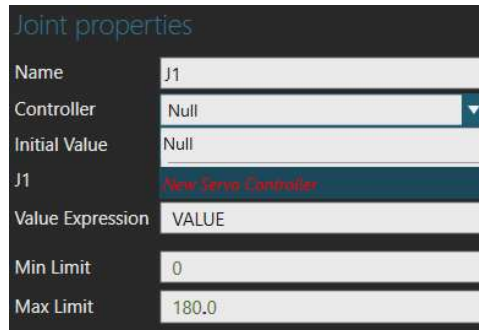 Joint properties
Name J1
Controller Null
Initial Value Null
J1 New Servo Controller
Value Expression VALUE
Min Limit 0
Max Limit 180.0